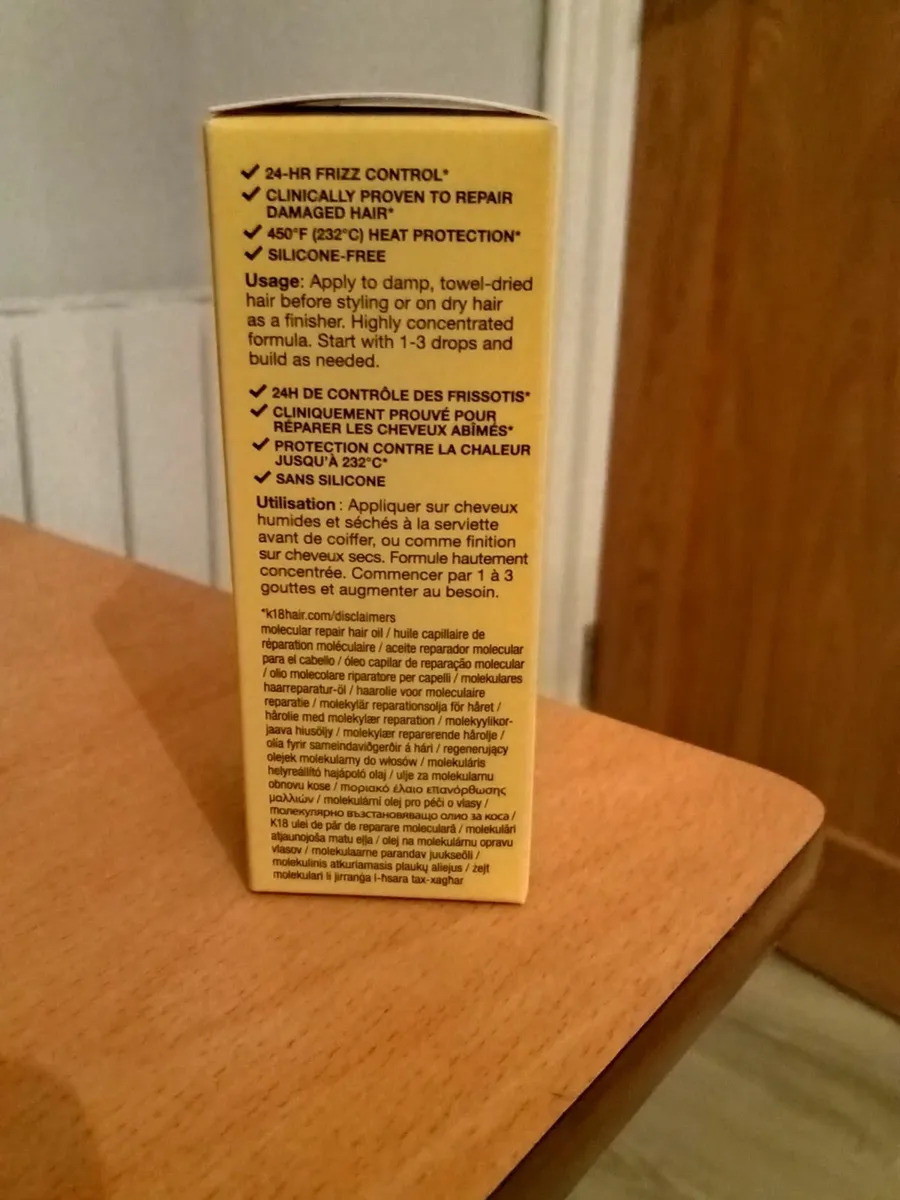 ✓ 24-HR FRIZZ CONTROL*
✓ CLINICALLY PROVEN TO REPAIR
DAMAGED HAIR*
✓ 450°F (232°C) HEAT PROTECTION*
✓ SILICONE-FREE
Usage: Apply to damp, towel-dried
hair before styling or on dry hair
as a finisher. Highly concentrated
formula. Start with 1-3 drops and
build as needed.
✓ 24H DE CONTRÔLE DES FRISSOTIS*
✓ CLINIQUEMENT PROUVÉ POUR
RÉPARER LES CHEVEUX ABÎMÉS*
✓ PROTECTION CONTRE LA CHALEUR
JUSQU'À 232°C*
✓ SANS SILICONE
Utilisation : Appliquer sur cheveux
humides et séchés à la serviette
avant de coiffer, ou comme finition
sur cheveux secs. Formule hautement
concentrée. Commencer par 1 à 3
gouttes et augmenter au besoin.
*k18hair.com/disclaimers
molecular repair hair oil / huile capillaire de
réparation moléculaire / aceite reparador molecular
para el cabello / óleo capilar de reparação molecular
/ olio molecolare riparatore per capelli / molekulares
haarreparatur-öl / haarolie voor moleculaire
reparatie / molekylär reparationsolja för håret /
hårolie med molekylær reparation / molekyylikor-
jaava hiusöljy / molekylær reparerende hårolje /
olía fyrir sameindaviðgerðir á hári / regenerujący
olejek molekularny do włosów / molekuláris
helyreállító hajápoló olaj / ulje za molekularnu
obnovu kose / μοριακό έλαιο επανόρθωσης
μαλλιών / molekulární olej pro péči o vlasy /
молекулярно възстановяващо олио за коса /
K18 ulei de păr de reparare moleculară / molekulāri
atjaunojoša matu eļļa / olej na molekulárnu opravu
vlasov / molekulaarne parandav juukseõli /
molekulinis atkuriamasis plaukų aliejus / żejt
molekulari li jirranġa l-ħsara tax-xagħar